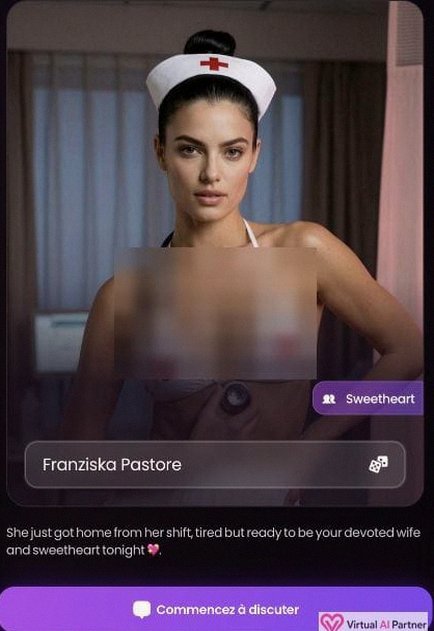 Sweetheart
Franziska Pastore
She just got home from her shift, tired but ready to be your devoted wife
and sweetheart tonight 💖.
Commencez à discuter
Virtual AI Partner